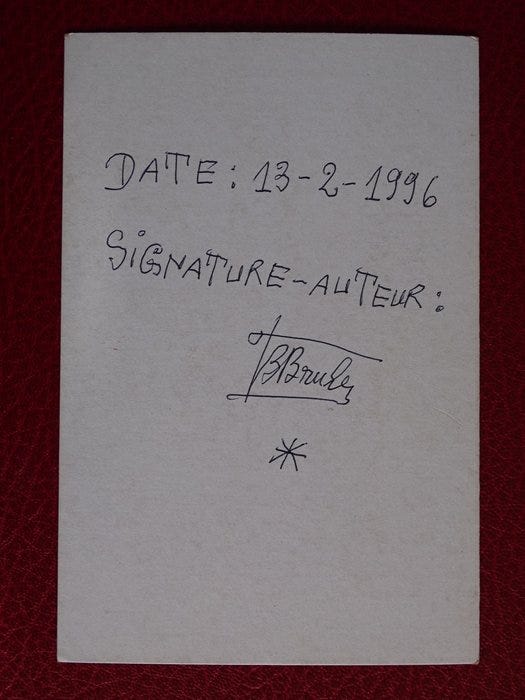 DATE : 13-2-1996
SIGNATURE-AUTEUR :